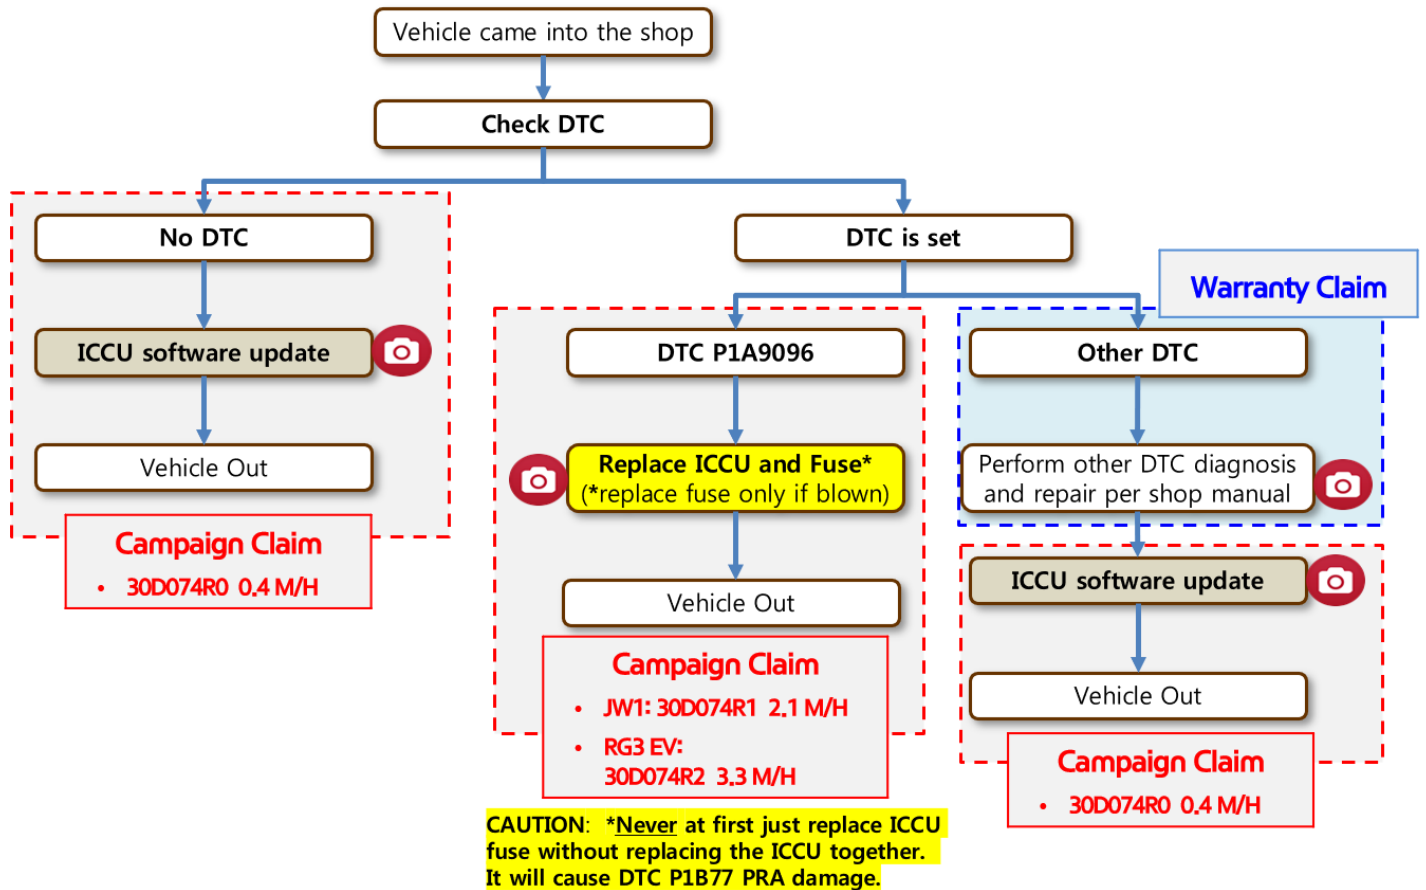 Vehicle came into the shop
Check DTC
No DTC
DTC is set
Warranty Claim
ICCU software update
DTC P1A9096
Other DTC
Vehicle Out
Replace ICCU and Fuse*
(*replace fuse only if blown)
Perform other DTC diagnosis
and repair per shop manual
Campaign Claim
• 30D074R0 0.4 M/H
Vehicle Out
ICCU software update
Campaign Claim
• JW1: 30D074R1 2.1 M/H
• RG3 EV:
30D074R2 3.3 M/H
Vehicle Out
Campaign Claim
• 30D074R0 0.4 M/H
CAUTION: *Never at first just replace ICCU
fuse without replacing the ICCU together.
It will cause DTC P1B77 PRA damage.